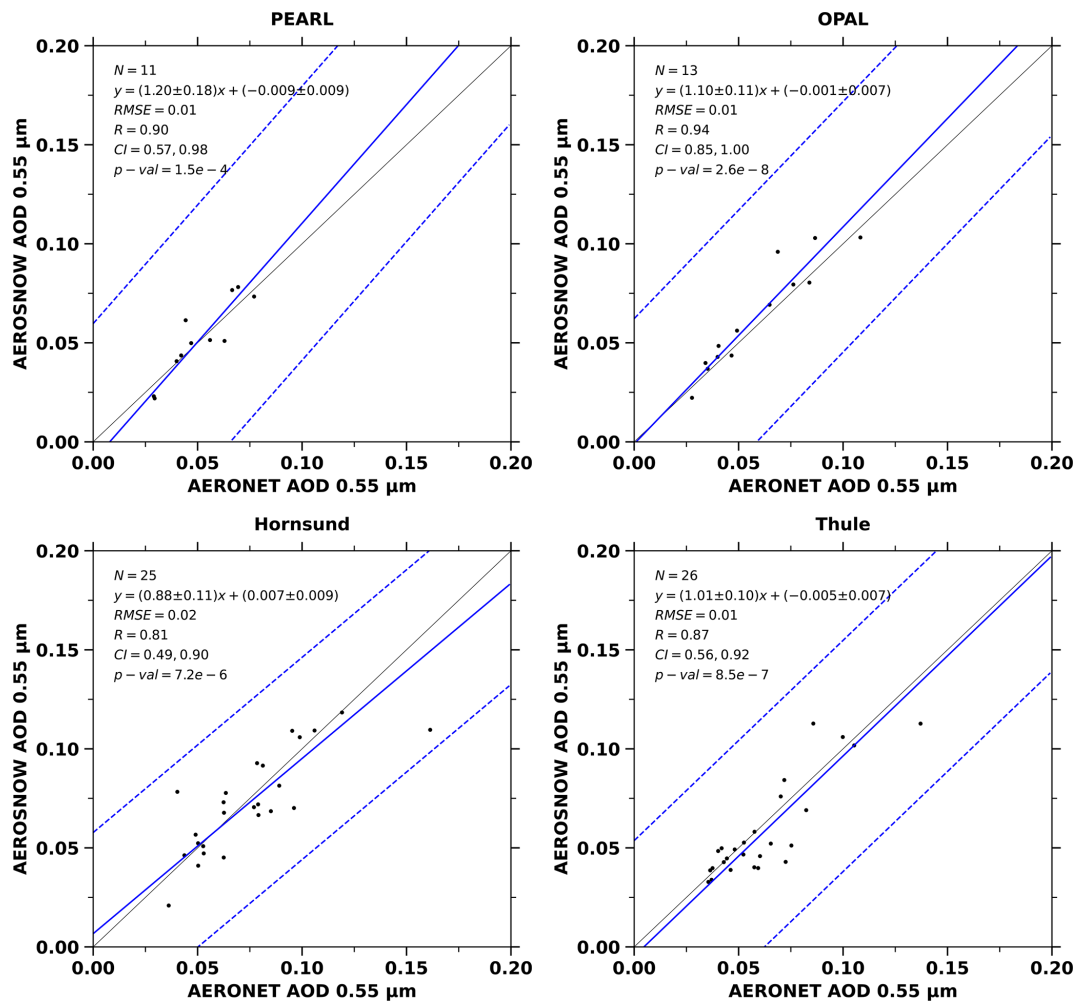 PEARL
N = 11
y = (1.20±0.18)x + (−0.009±0.009)
RMSE = 0.01
R = 0.90
CI = 0.57, 0.98
p − val = 1.5e − 4
0.20
0.15
0.10
0.05
0.00
AEROSNOW AOD 0.55 µm
0.00 0.05 0.10 0.15 0.20
AERONET AOD 0.55 µm
OPAL
N = 13
y = (1.10±0.11)x + (−0.001±0.007)
RMSE = 0.01
R = 0.94
CI = 0.85, 1.00
p − val = 2.6e − 8
0.20
0.15
0.10
0.05
0.00
AEROSNOW AOD 0.55 µm
0.00 0.05 0.10 0.15 0.20
AERONET AOD 0.55 µm
Hornsund
N = 25
y = (0.88±0.11)x + (0.007±0.009)
RMSE = 0.02
R = 0.81
CI = 0.49, 0.90
p − val = 7.2e − 6
0.20
0.15
0.10
0.05
0.00
AEROSNOW AOD 0.55 µm
0.00 0.05 0.10 0.15 0.20
AERONET AOD 0.55 µm
Thule
N = 26
y = (1.01±0.10)x + (−0.005±0.007)
RMSE = 0.01
R = 0.87
CI = 0.56, 0.92
p − val = 8.5e − 7
0.20
0.15
0.10
0.05
0.00
AEROSNOW AOD 0.55 µm
0.00 0.05 0.10 0.15 0.20
AERONET AOD 0.55 µm